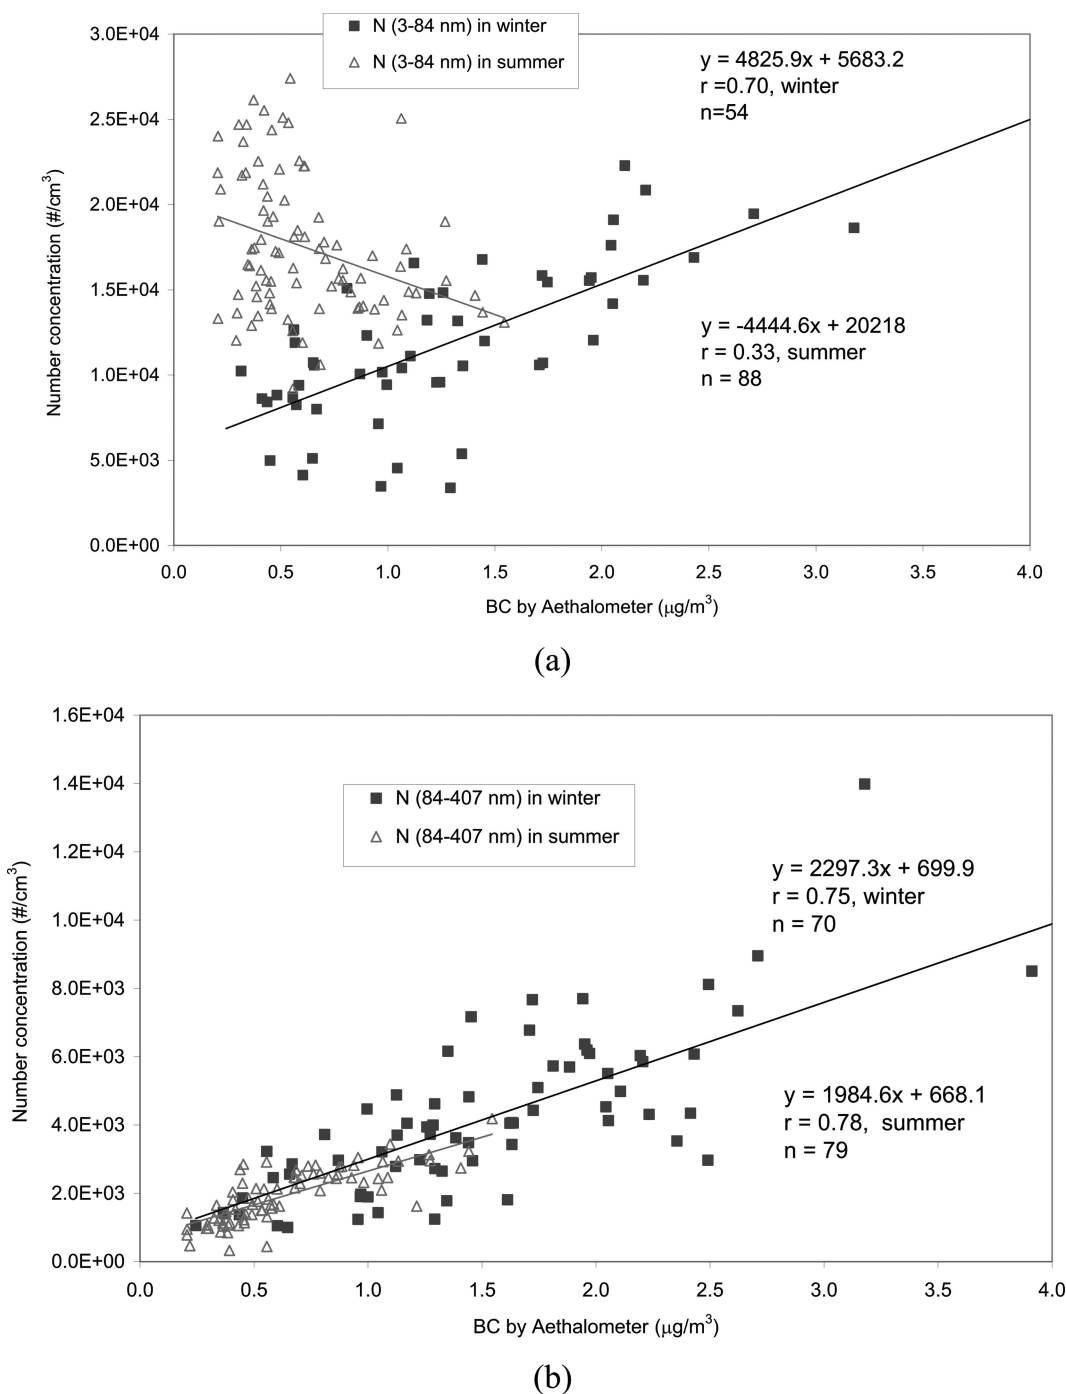 N (3-84 nm) in winter
N (3-84 nm) in summer
y = 4825.9x + 5683.2
r =0.70, winter
n=54
y = -4444.6x + 20218
r = 0.33, summer
n = 88
3.0E+04
2.5E+04
2.0E+04
1.5E+04
1.0E+04
5.0E+03
0.0E+00
Number concentration (#/cm³)
0.0 0.5 1.0 1.5 2.0 2.5 3.0 3.5 4.0
BC by Aethalometer (μg/m³)
(a)
1.6E+04
1.4E+04
1.2E+04
1.0E+04
8.0E+03
6.0E+03
4.0E+03
2.0E+03
0.0E+00
Number concentration (#/cm³)
N (84-407 nm) in winter
N (84-407 nm) in summer
y = 2297.3x + 699.9
r = 0.75, winter
n = 70
y = 1984.6x + 668.1
r = 0.78, summer
n = 79
0.0 0.5 1.0 1.5 2.0 2.5 3.0 3.5 4.0
BC by Aethalometer (μg/m³)
(b)